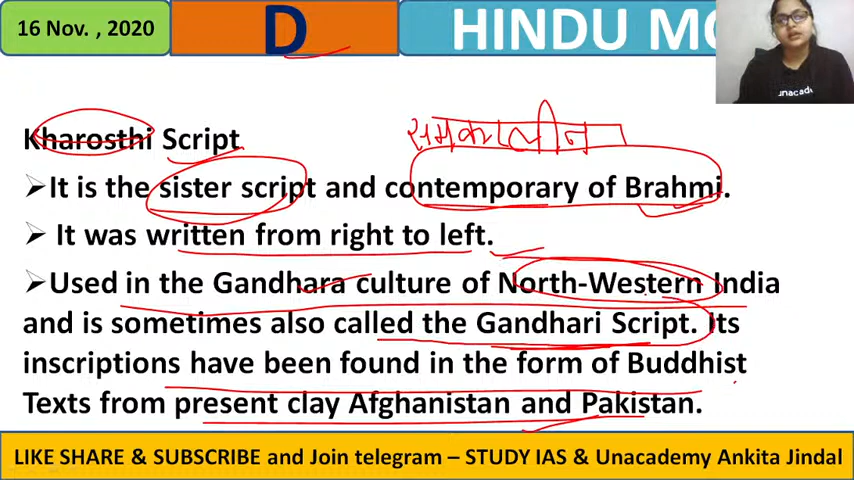 16 Nov. , 2020
D
HINDU MO
unacad
Kharosthi Script
समकालीन
➢It is the sister script and contemporary of Brahmi.
➢ It was written from right to left.
➢Used in the Gandhara culture of North-Western India
and is sometimes also called the Gandhari Script. Its
inscriptions have been found in the form of Buddhist
Texts from present clay Afghanistan and Pakistan.
LIKE SHARE & SUBSCRIBE and Join telegram – STUDY IAS & Unacademy Ankita Jindal